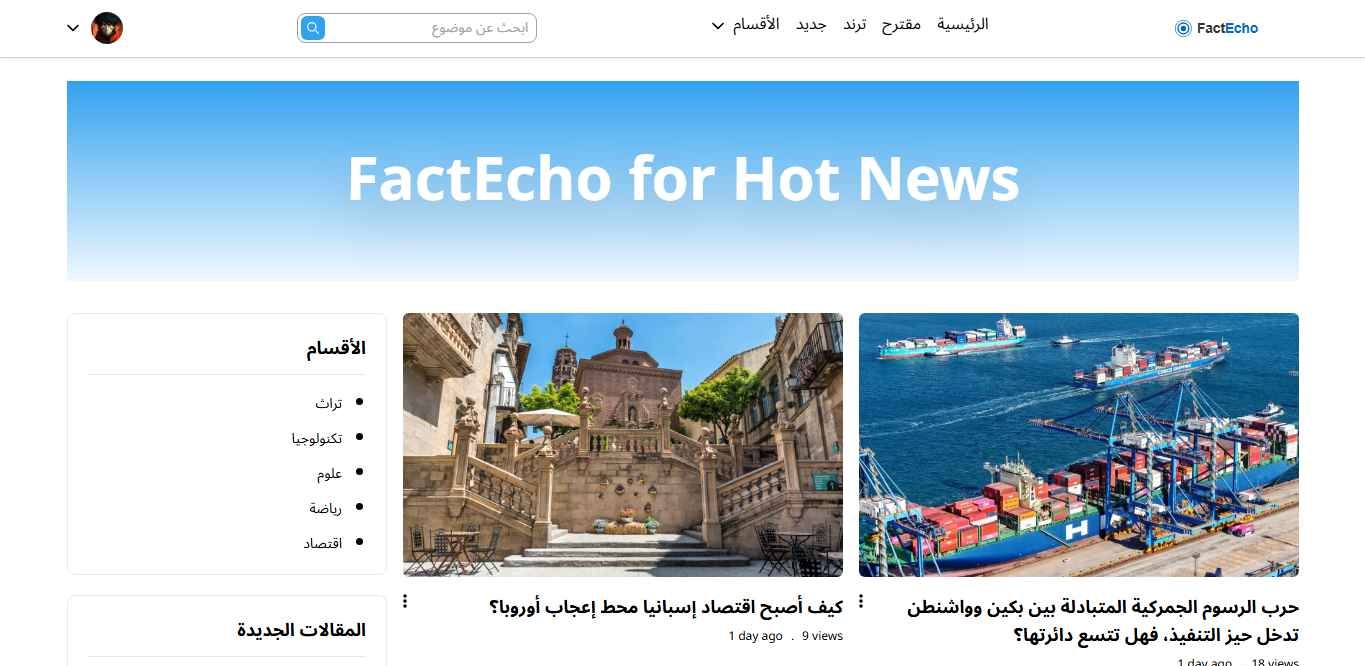 FactEcho
الرئيسية
مقترح
ترند
جديد
الأقسام
ابحث عن موضوع
FactEcho for Hot News
حرب الرسوم الجمركية المتبادلة بين بكين وواشنطن
تدخل حيز التنفيذ، فهل تتسع دائرتها؟
1 day ago . 18 views
كيف أصبح اقتصاد إسبانيا محط إعجاب أوروبا؟
1 day ago . 9 views
الأقسام
تراث
تكنولوجيا
علوم
رياضة
اقتصاد
المقالات الجديدة